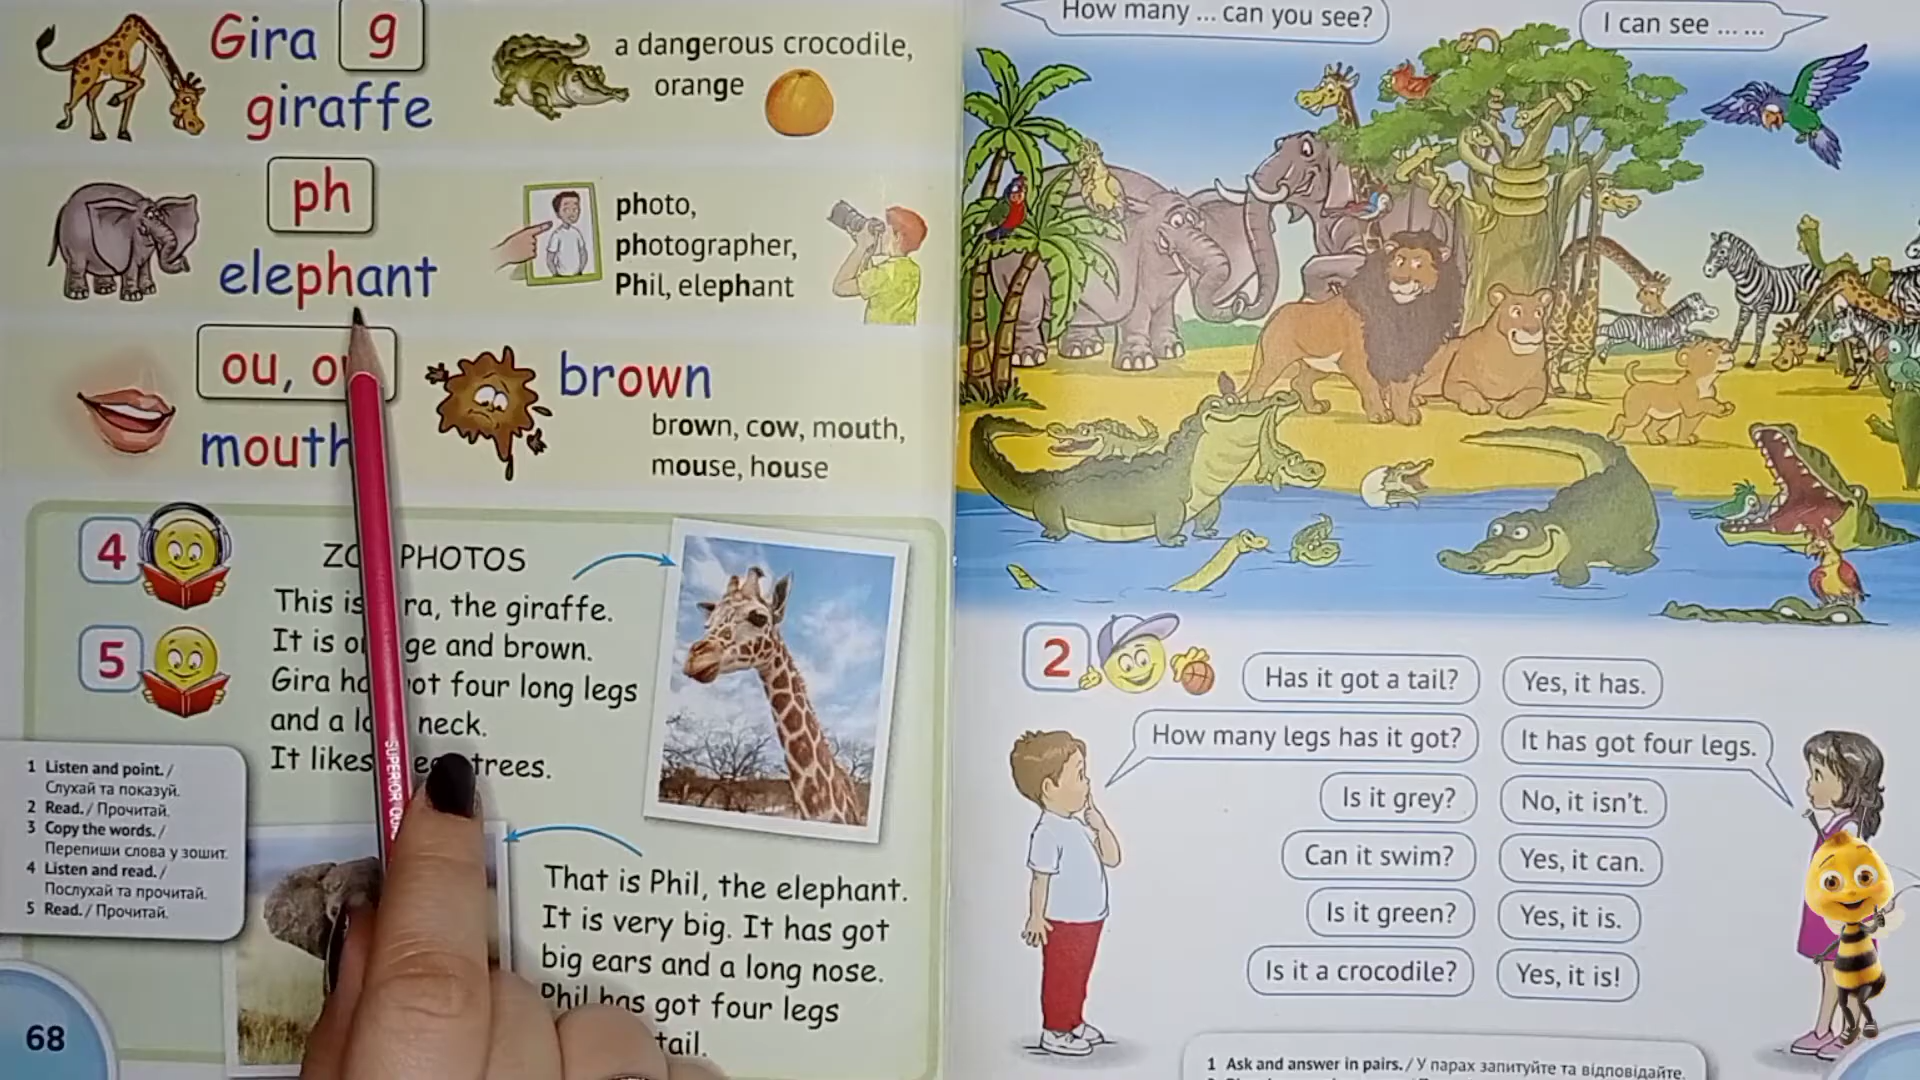 Gira g
giraffe
a dangerous crocodile,
orange
ph
elephant
photo,
photographer,
Phil, elephant
ou,
mouth
brown
brown, cow, mouth,
mouse, house
4
5
PHOTOS
This is the giraffe.
It is and brown.
Gira four long legs
and a neck.
It likes trees.
1 Listen and point. /
Слухай та показуй.
2 Read. / Прочитай.
3 Copy the words. /
Перепиши слова у зошит.
4 Listen and read. /
Послухай та прочитай.
5 Read. / Прочитай.
That is Phil, the elephant.
It is very big. It has got
big ears and a long nose.
Phil has got four legs
tail.
68
How many ... can you see?
I can see ... ...
2
Has it got a tail?
Yes, it has.
How many legs has it got?
It has got four legs.
Is it grey?
No, it isn't.
Can it swim?
Yes, it can.
Is it green?
Yes, it is.
Is it a crocodile?
Yes, it is!
1 Ask and answer in pairs. / У парах запитуйте та відповідайте.